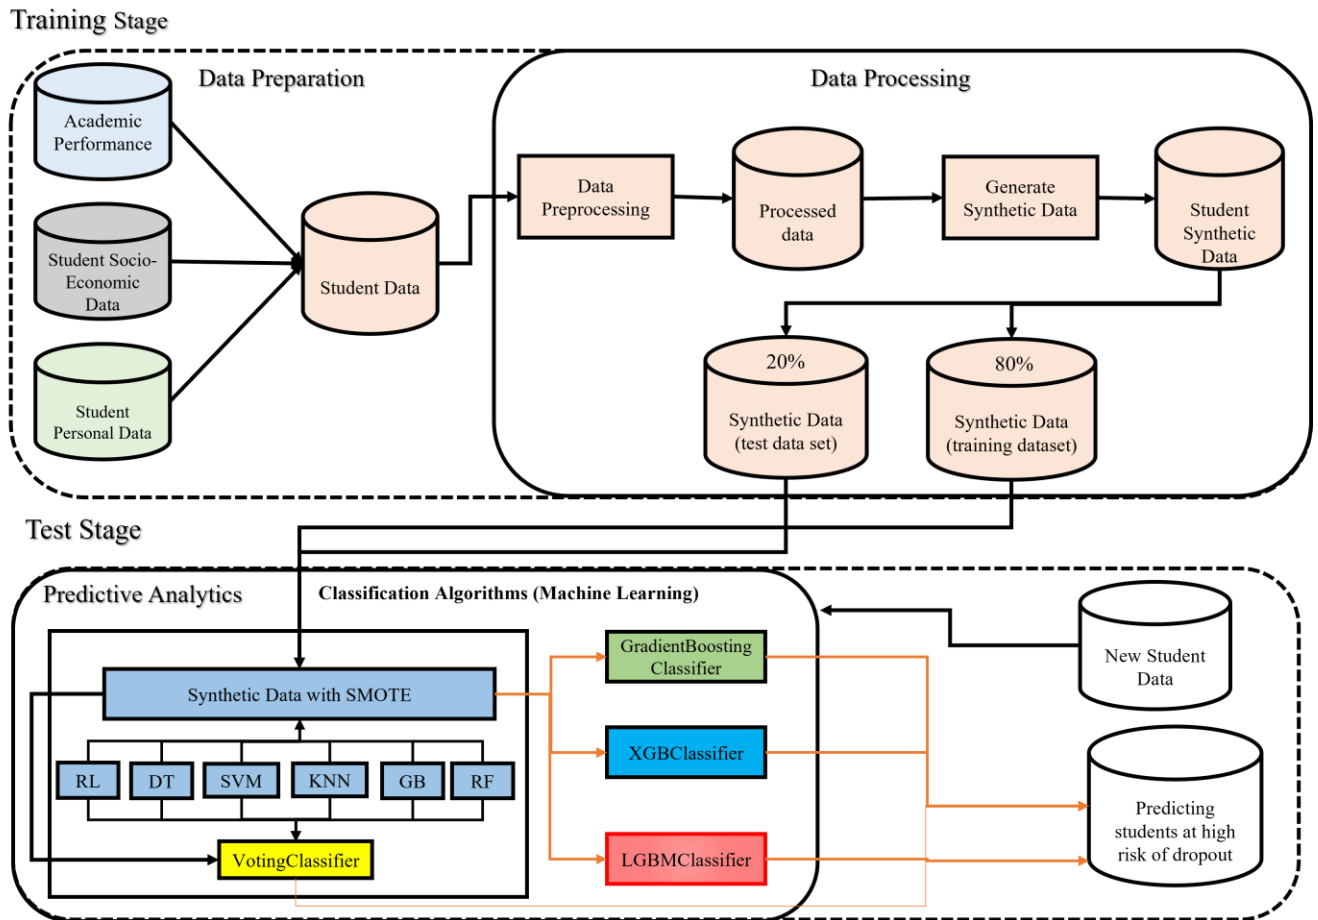 Training Stage
Data Preparation
Data Processing
Academic
Performance
Student Socio-
Economic
Data
Student
Personal Data
Student Data
Data
Preprocessing
Processed
data
Generate
Synthetic Data
Student
Synthetic
Data
20%
Synthetic Data
(test data set)
80%
Synthetic Data
(training dataset)
Test Stage
Predictive Analytics
Classification Algorithms (Machine Learning)
Synthetic Data with SMOTE
RL
DT
SVM
KNN
GB
RF
VotingClassifier
GradientBoosting
Classifier
XGBClassifier
LGBMClassifier
New Student
Data
Predicting
students at high
risk of dropout